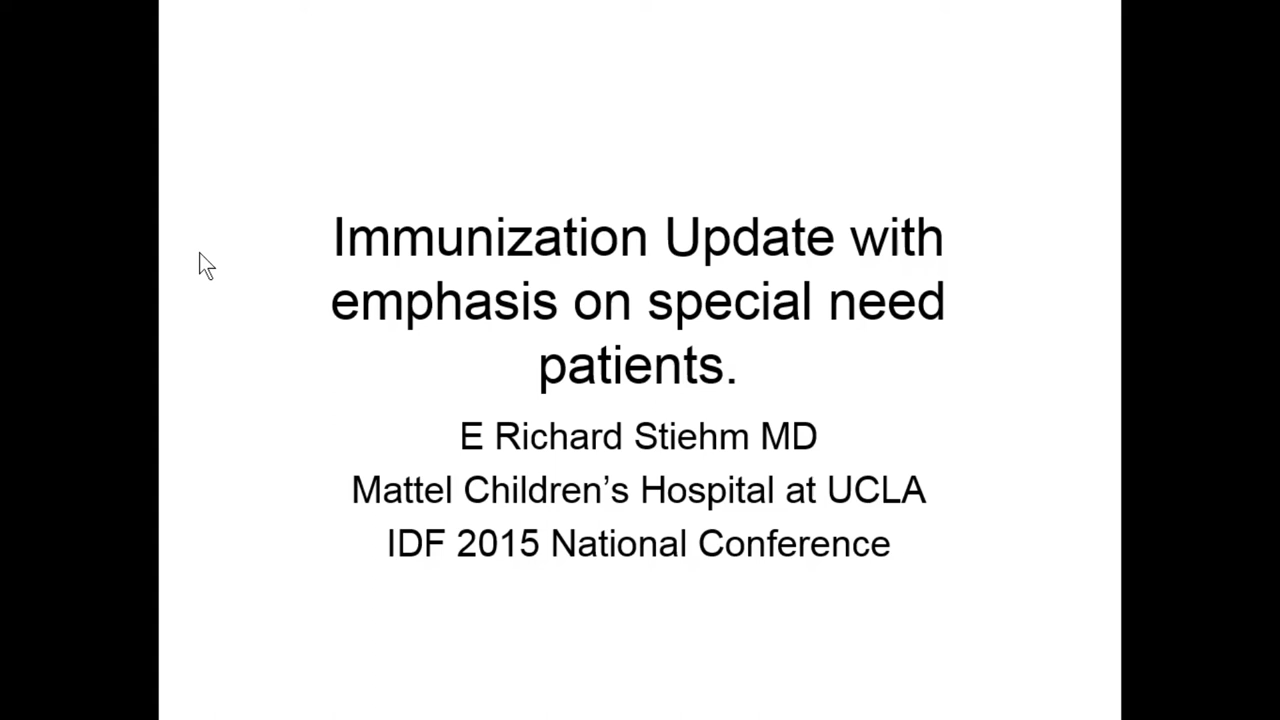 Immunization Update with
emphasis on special need
patients.
E Richard Stiehm MD
Mattel Children’s Hospital at UCLA
IDF 2015 National Conference